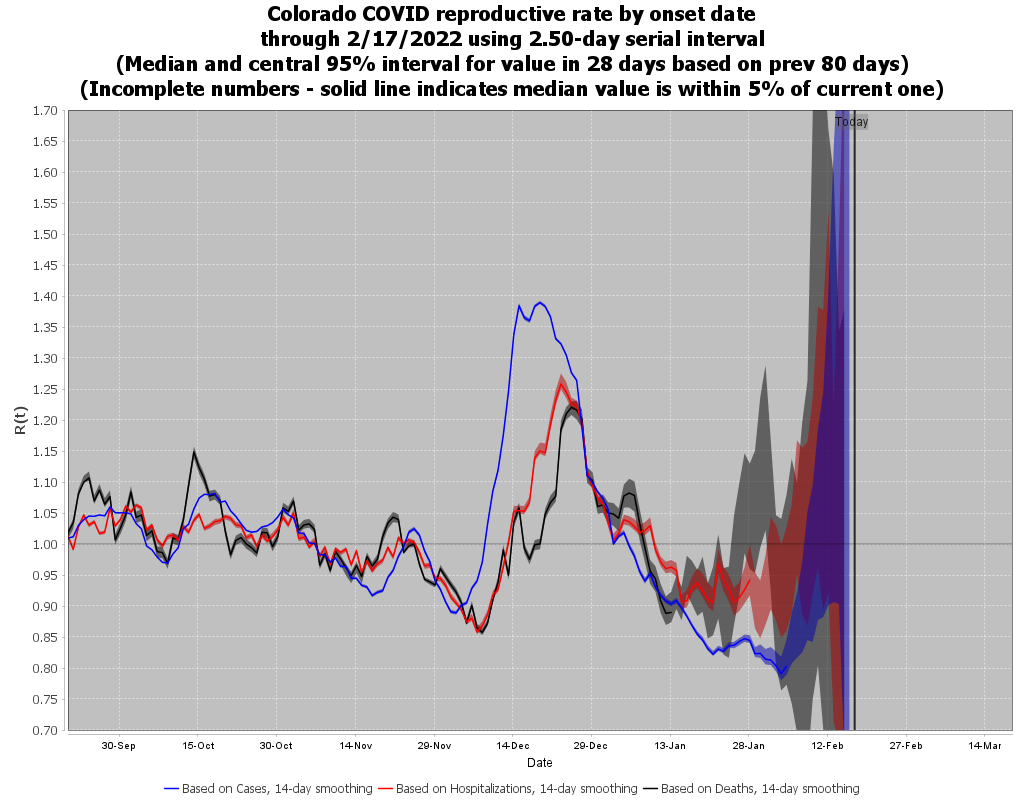 Colorado COVID reproductive rate by onset date
through 2/17/2022 using 2.50-day serial interval
(Median and central 95% interval for value in 28 days based on prev 80 days)
(Incomplete numbers - solid line indicates median value is within 5% of current one)
Today
R(t)
1.70
1.65
1.60
1.55
1.50
1.45
1.40
1.35
1.30
1.25
1.20
1.15
1.10
1.05
1.00
0.95
0.90
0.85
0.80
0.75
0.70
30-Sep 15-Oct 30-Oct 14-Nov 29-Nov 14-Dec 29-Dec 13-Jan 28-Jan 12-Feb 27-Feb 14-Mar
Date
Based on Cases, 14-day smoothing Based on Hospitalizations, 14-day smoothing Based on Deaths, 14-day smoothing